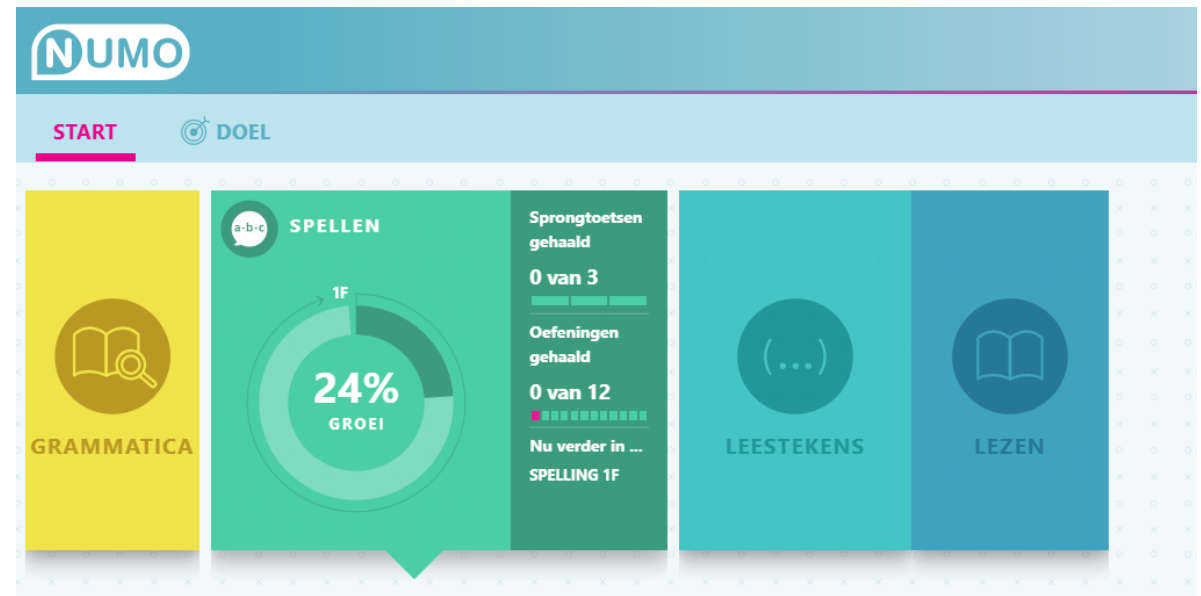 NUMO
START
DOEL
GRAMMATICA
a-b-c
SPELLEN
1F
24%
GROEI
Sprongtoetsen
gehaald
0 van 3
Oefeningen
gehaald
0 van 12
Nu verder in ...
SPELLING 1F
(...)
LEESTEKENS
LEZEN